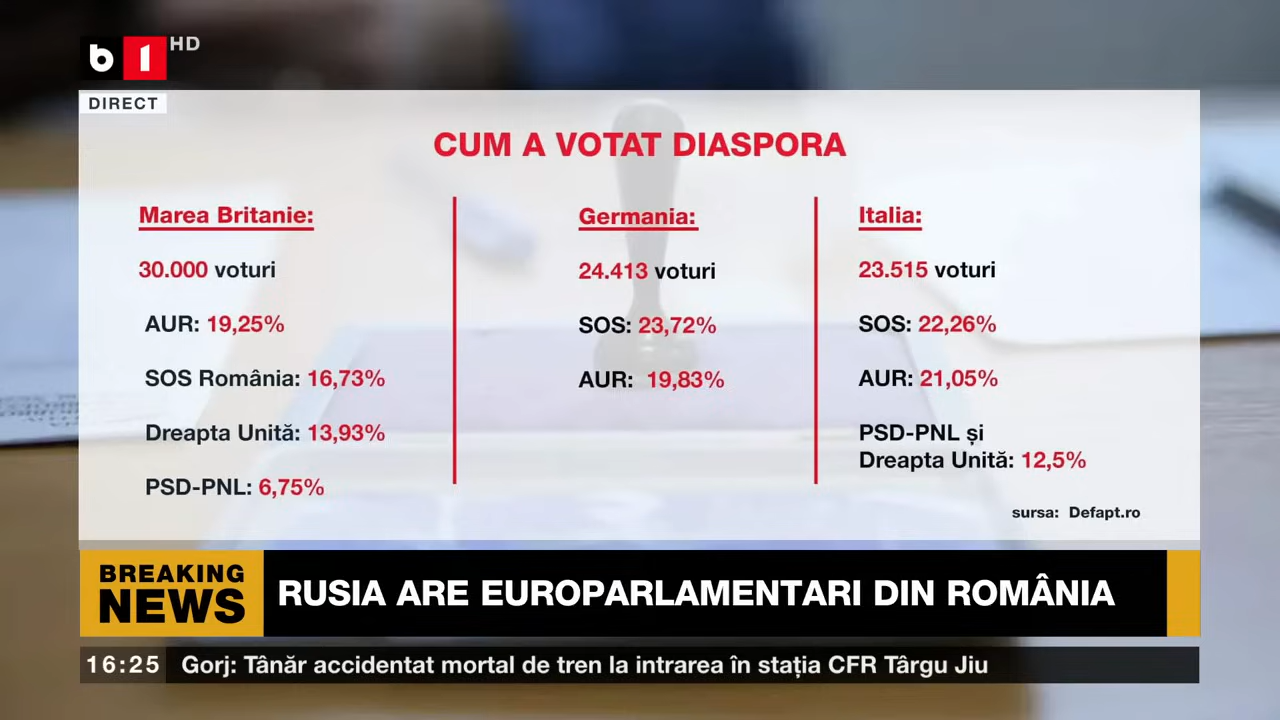 b1 HD
DIRECT
CUM A VOTAT DIASPORA
Marea Britanie:
30.000 voturi
AUR: 19,25%
SOS România: 16,73%
Dreapta Unită: 13,93%
PSD-PNL: 6,75%
Germania:
24.413 voturi
SOS: 23,72%
AUR: 19,83%
Italia:
23.515 voturi
SOS: 22,26%
AUR: 21,05%
PSD-PNL și
Dreapta Unită: 12,5%
sursa: Defapt.ro
BREAKING
NEWS
RUSIA ARE EUROPARLAMENTARI DIN ROMÂNIA
16:25 Gorj: Tânăr accidentat mortal de tren la intrarea în stația CFR Târgu Jiu